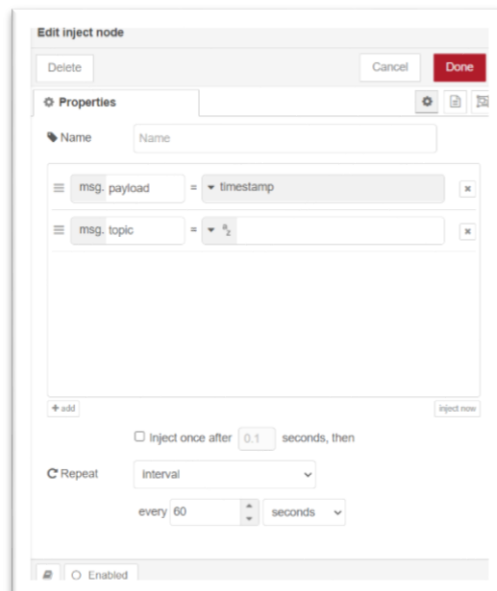 Edit inject node
Delete Cancel Done
Properties
Name Name
msg. payload = timestamp
msg. topic = a z
add inject now
Inject once after 0.1 seconds, then
Repeat interval
every 60 seconds
Enabled